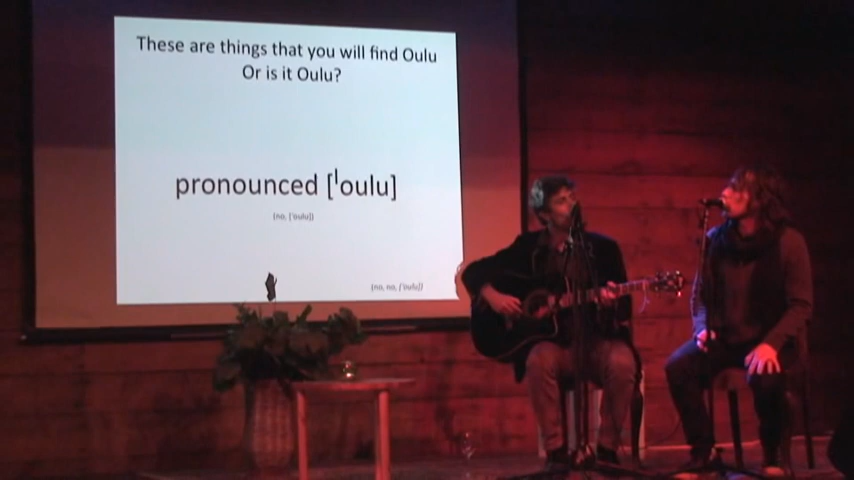 These are things that you will find Oulu
Or is it Oulu?
pronounced [ˈoulu]
(no, [ˈoulu])
(no, no, [ˈoulu])